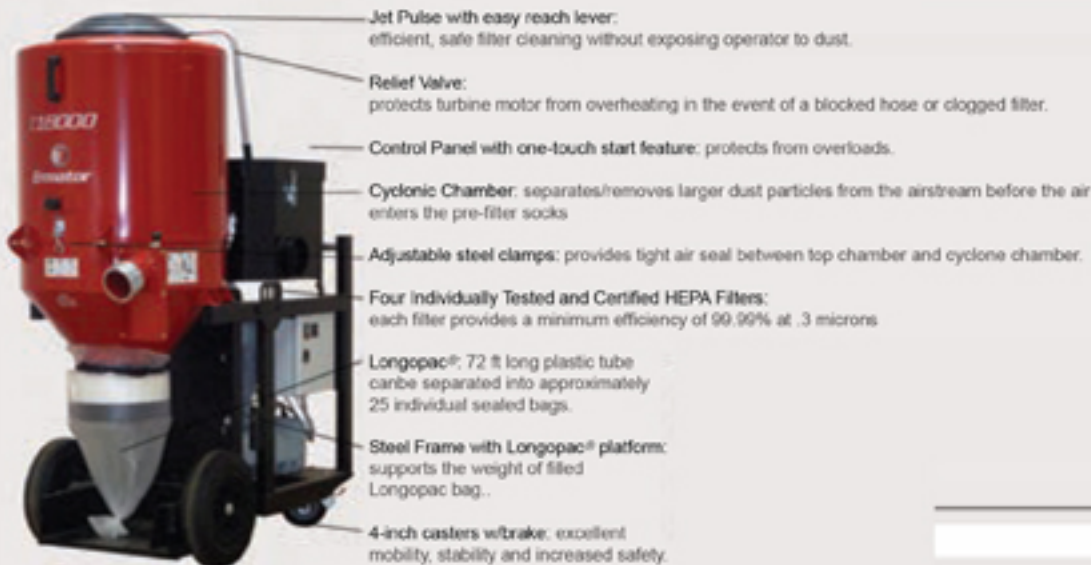 Jet Pulse with easy reach lever:
efficient, safe filter cleaning without exposing operator to dust.
Relief Valve:
protects turbine motor from overheating in the event of a blocked hose or clogged filter.
Control Panel with one-touch start feature: protects from overloads.
Cyclonic Chamber: separates/removes larger dust particles from the airstream before the air
enters the pre-filter socks
Adjustable steel clamps: provides tight air seal between top chamber and cyclone chamber.
Four Individually Tested and Certified HEPA Filters:
each filter provides a minimum efficiency of 99.99% at .3 microns
Longopac®: 72 ft long plastic tube
canbe separated into approximately
25 individual sealed bags.
Steel Frame with Longopac® platform:
supports the weight of filled
Longopac bag..
4-inch casters w/brake: excellent
mobility, stability and increased safety.
T18000
Ermator